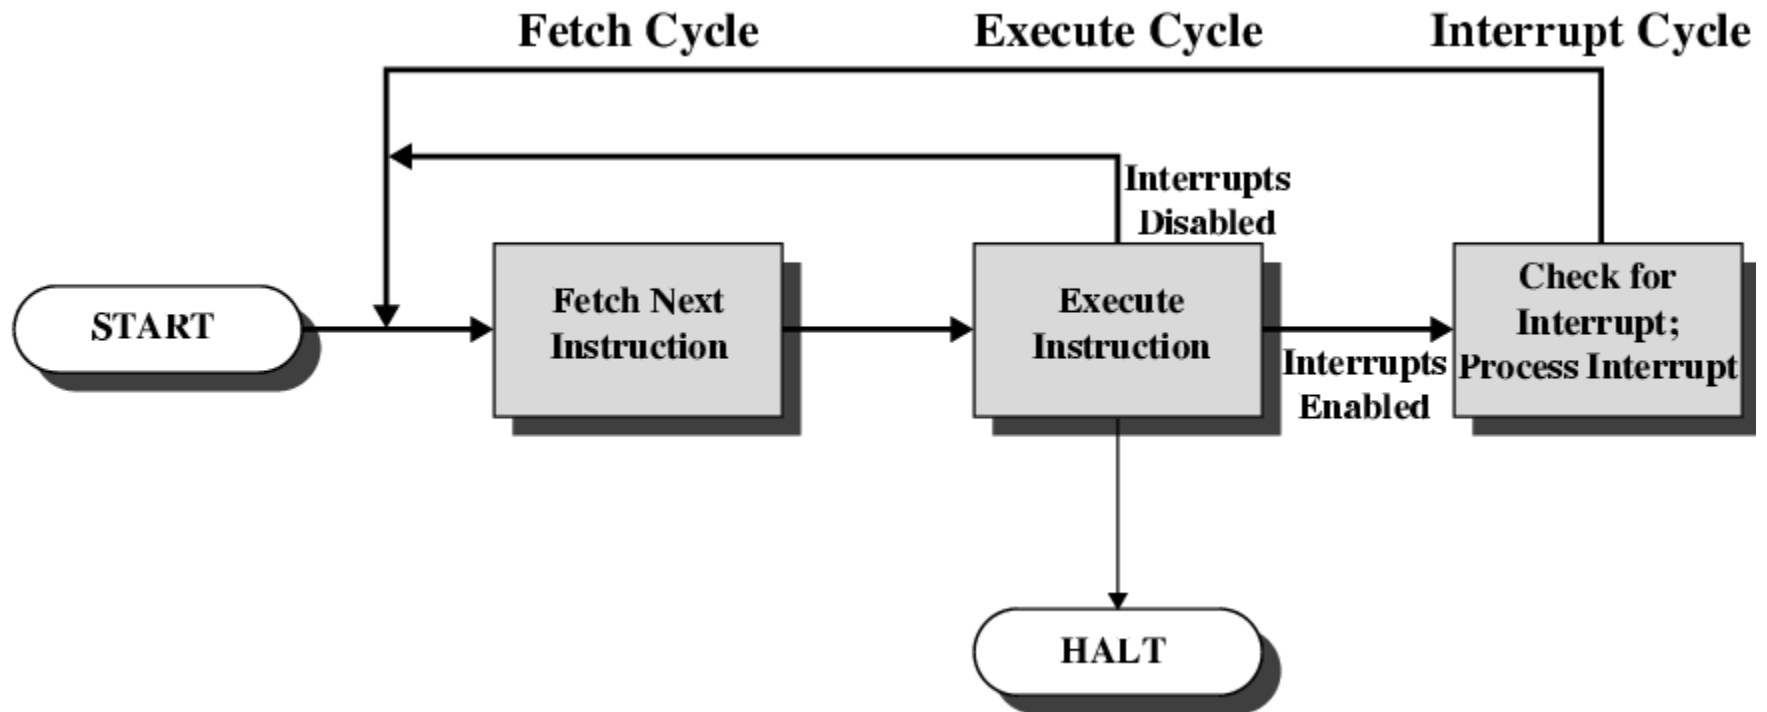 Fetch Cycle
Execute Cycle
Interrupt Cycle
Interrupts
Disabled
START
Fetch Next
Instruction
Execute
Instruction
Interrupts
Enabled
Check for
Interrupt;
Process Interrupt
HALT